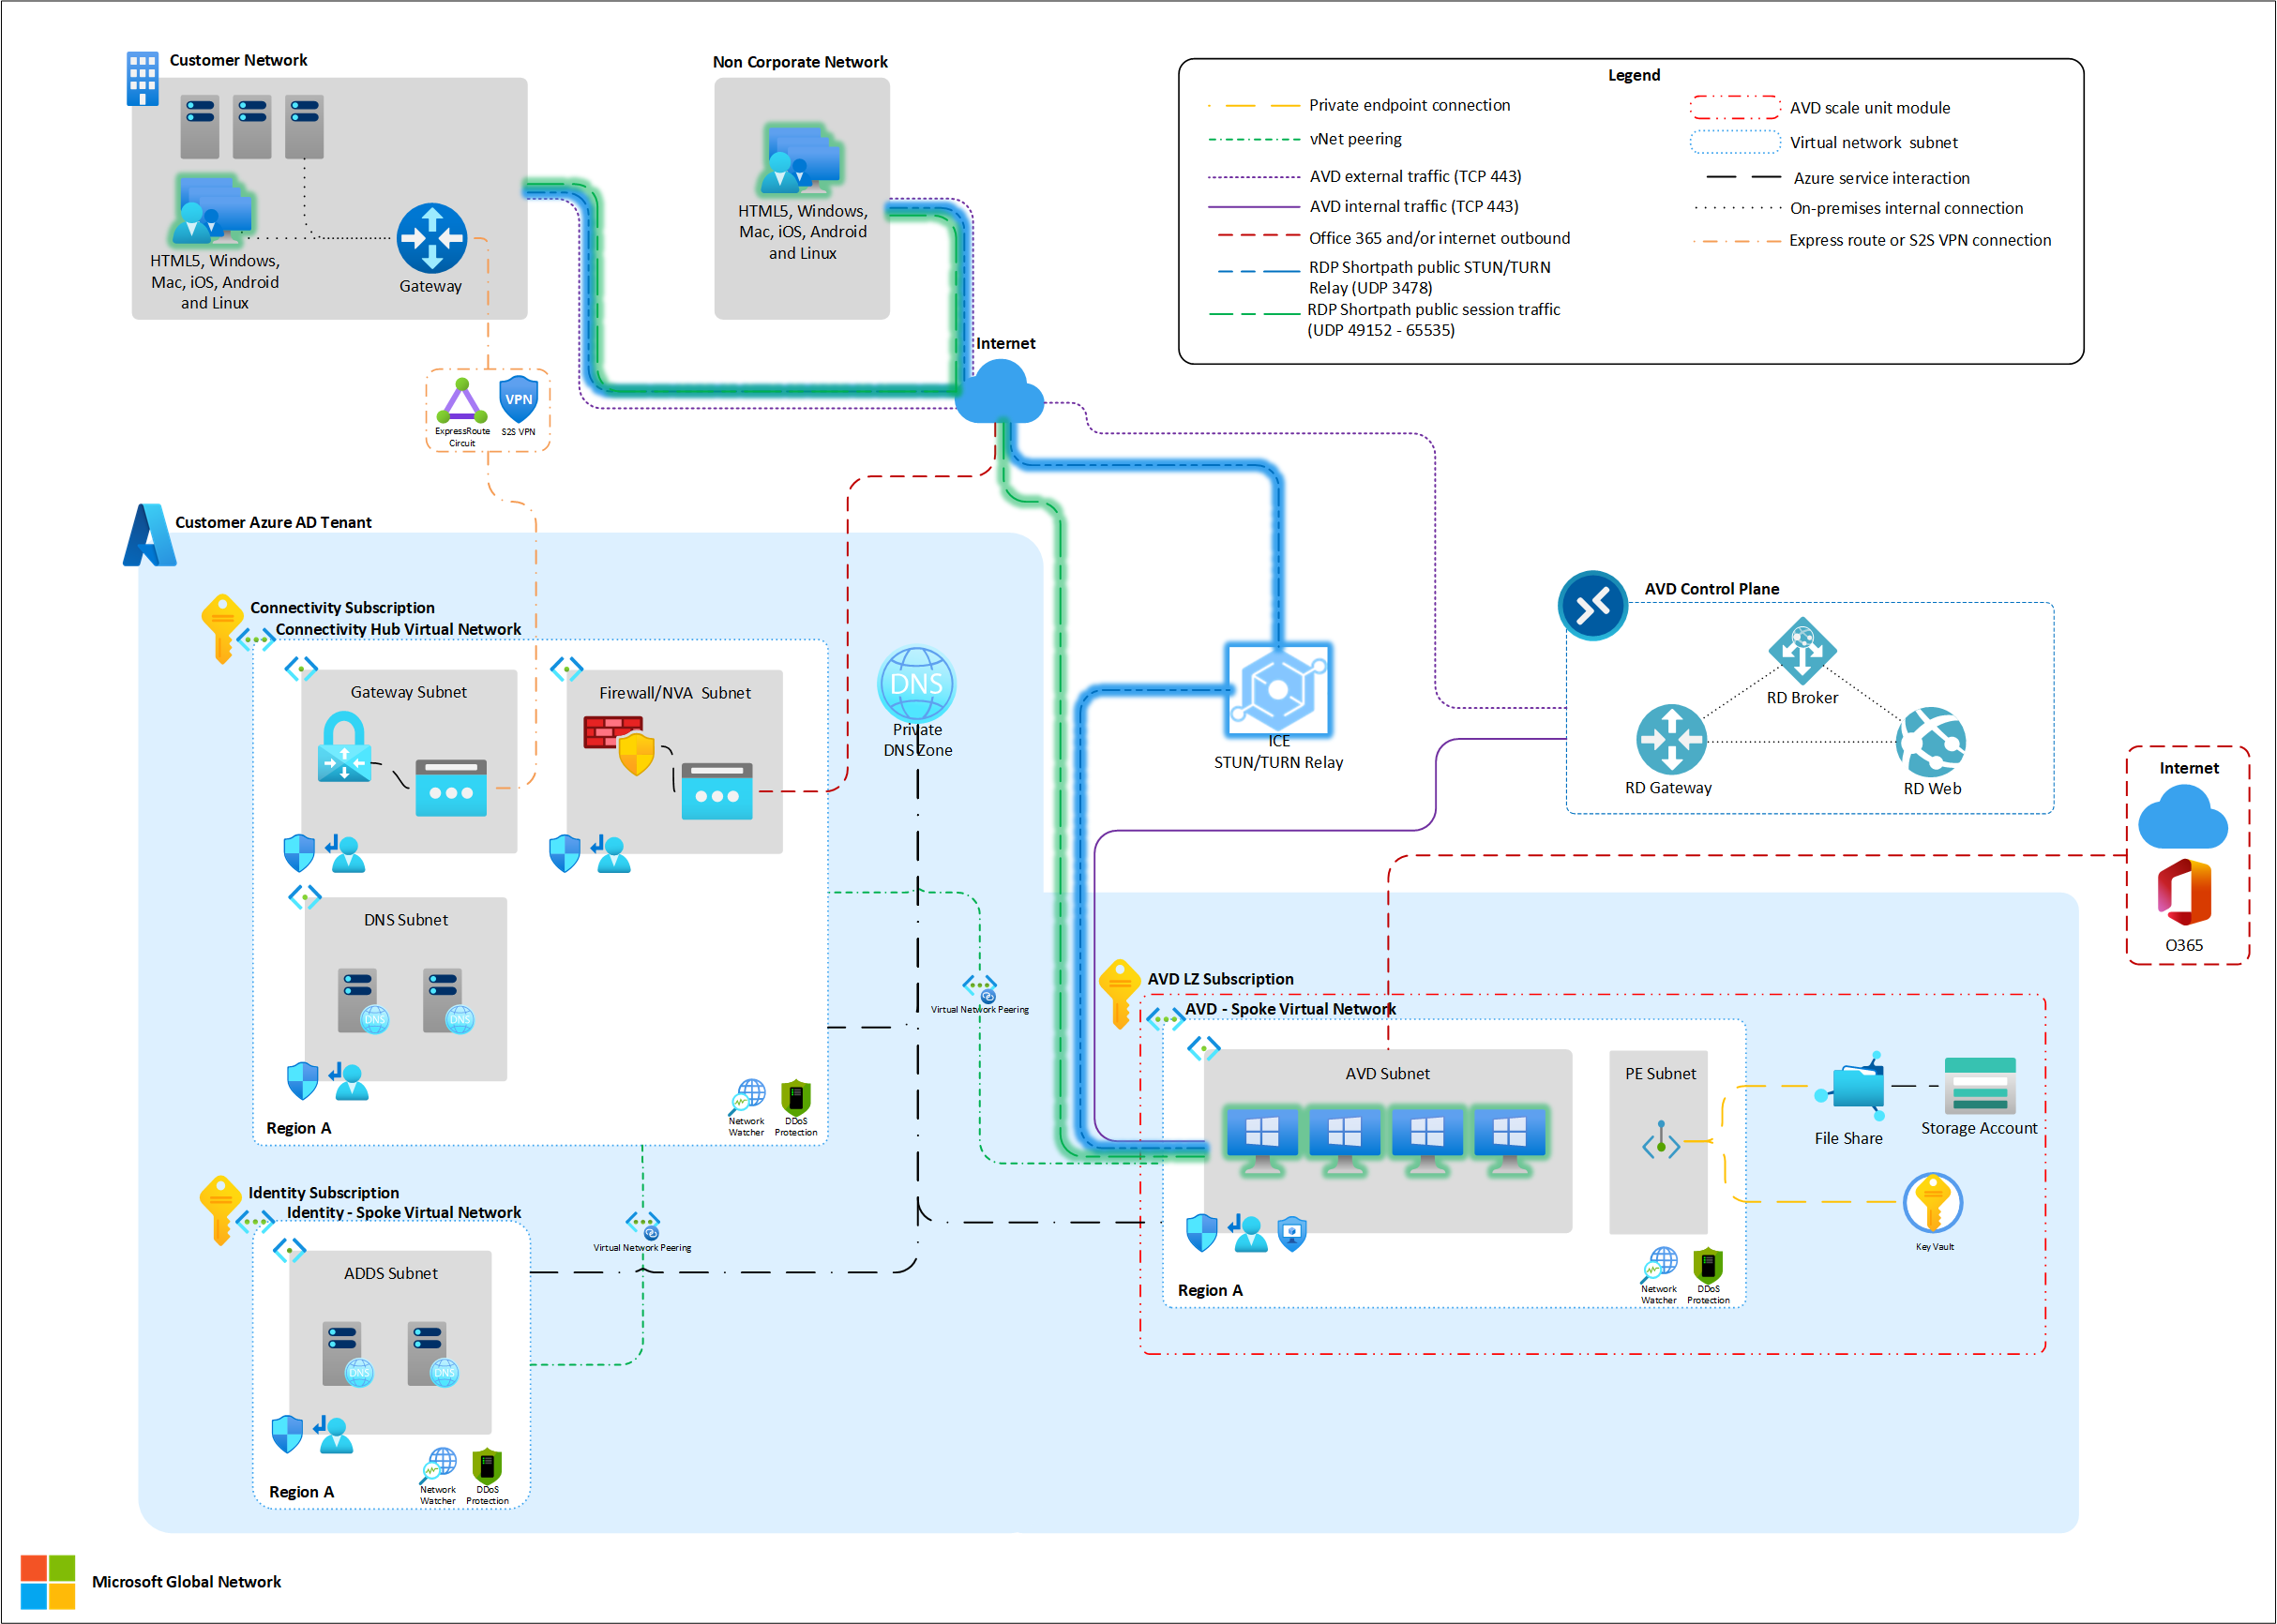 Customer Network
HTML5, Windows,
Mac, iOS, Android
and Linux
Gateway
Non Corporate Network
HTML5, Windows,
Mac, iOS, Android
and Linux
Legend
Private endpoint connection
vNet peering
AVD external traffic (TCP 443)
AVD internal traffic (TCP 443)
Office 365 and/or internet outbound
RDP Shortpath public STUN/TURN
Relay (UDP 3478)
RDP Shortpath public session traffic
(UDP 49152 - 65535)
AVD scale unit module
Virtual network subnet
Azure service interaction
On-premises internal connection
Express route or S2S VPN connection
Internet
VPN
ExpressRoute
Circuit
S2S VPN
Customer Azure AD Tenant
Connectivity Subscription
Connectivity Hub Virtual Network
Gateway Subnet
Firewall/NVA Subnet
DNS
Private
DNS Zone
ICE
STUN/TURN Relay
AVD Control Plane
RD Broker
RD Gateway
RD Web
Internet
O365
DNS Subnet
DNS
DNS
Region A
Network
Watcher
DDoS
Protection
Virtual Network Peering
AVD LZ Subscription
AVD - Spoke Virtual Network
AVD Subnet
PE Subnet
File Share
Storage Account
Key Vault
Region A
Network
Watcher
DDoS
Protection
Virtual Network Peering
Identity Subscription
Identity - Spoke Virtual Network
ADDS Subnet
DNS
DNS
Region A
Network
Watcher
DDoS
Protection
Microsoft Global Network